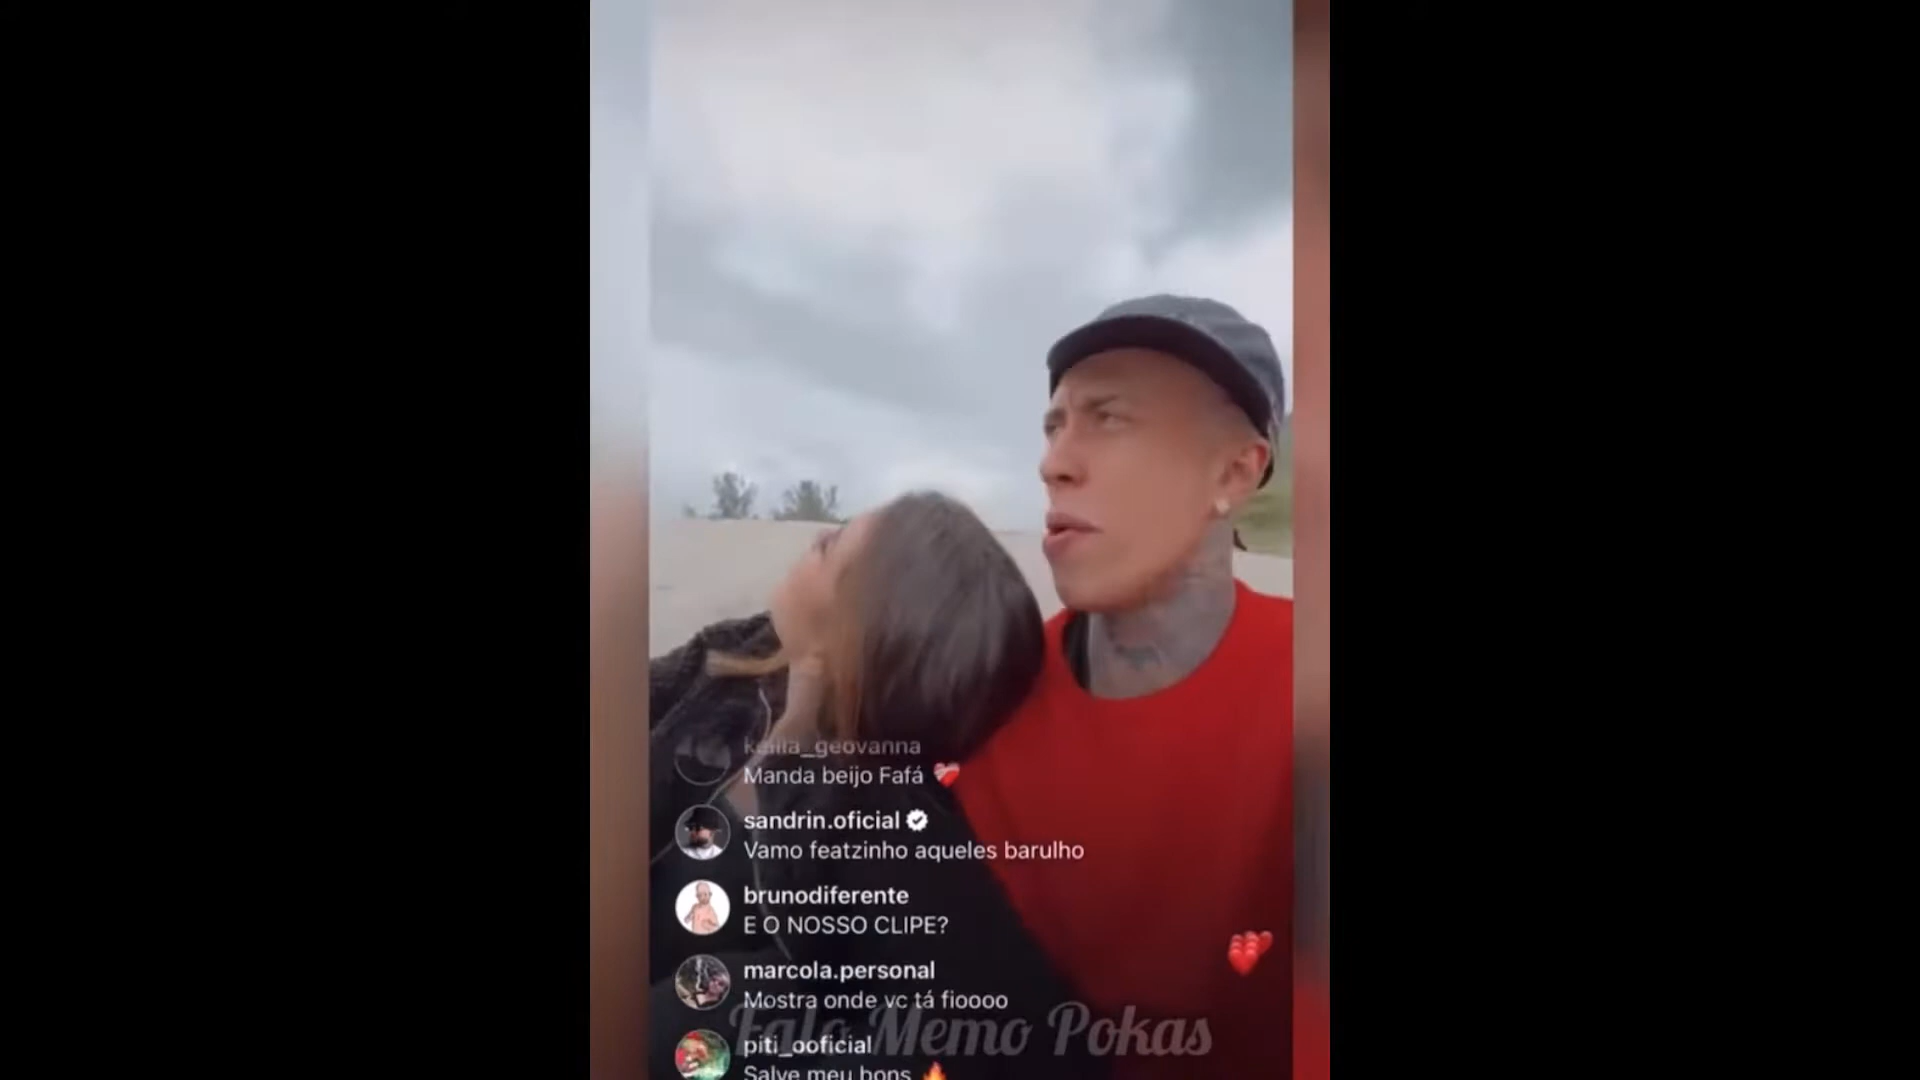 Manda beijo Fafá
sandrin.oficial
Vamo featzinho aqueles barulho
brunodiferente
E O NOSSO CLIPE?
marcola.personal
Mostra onde vc tá fioooo
Falo Memo Pokas
piti_ooficial
Salve meu bons